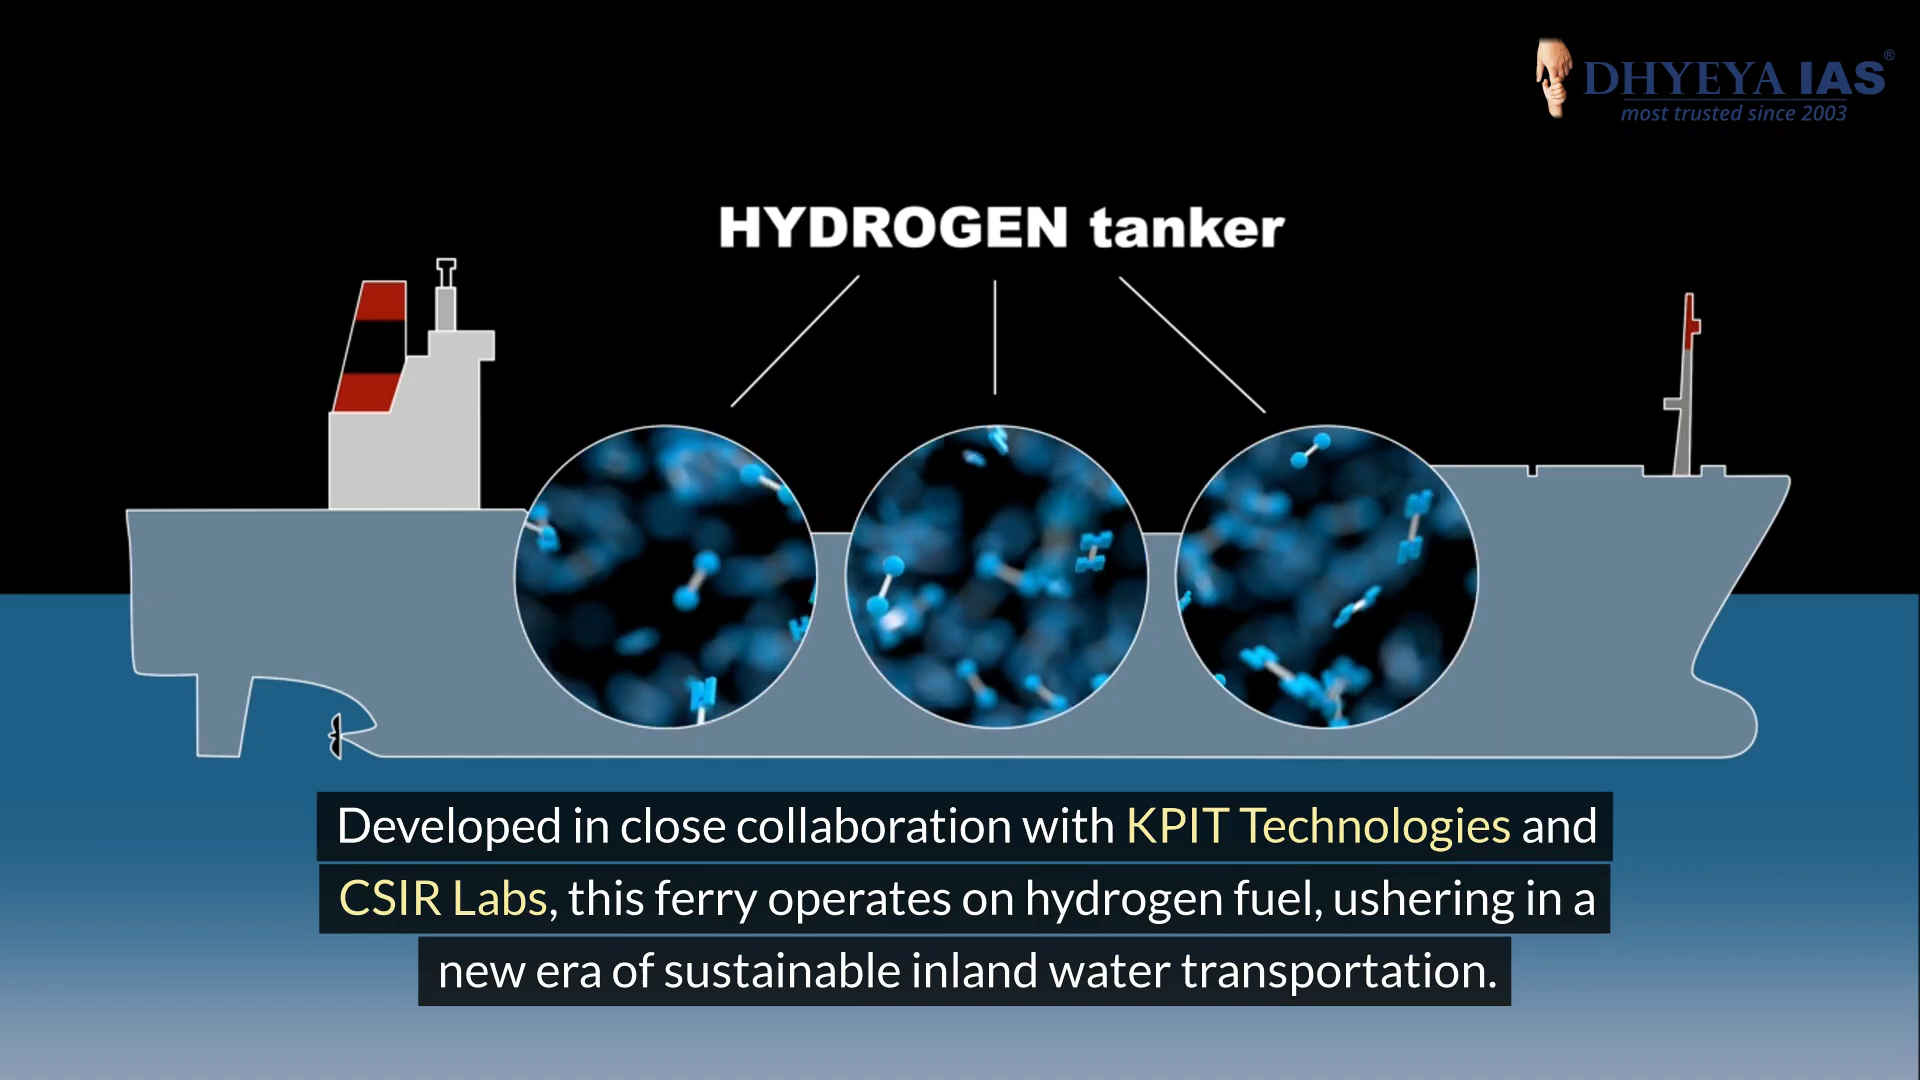 DHYEYA IAS®
most trusted since 2003
HYDROGEN tanker
Developed in close collaboration with KPIT Technologies and
CSIR Labs, this ferry operates on hydrogen fuel, ushering in a
new era of sustainable inland water transportation.